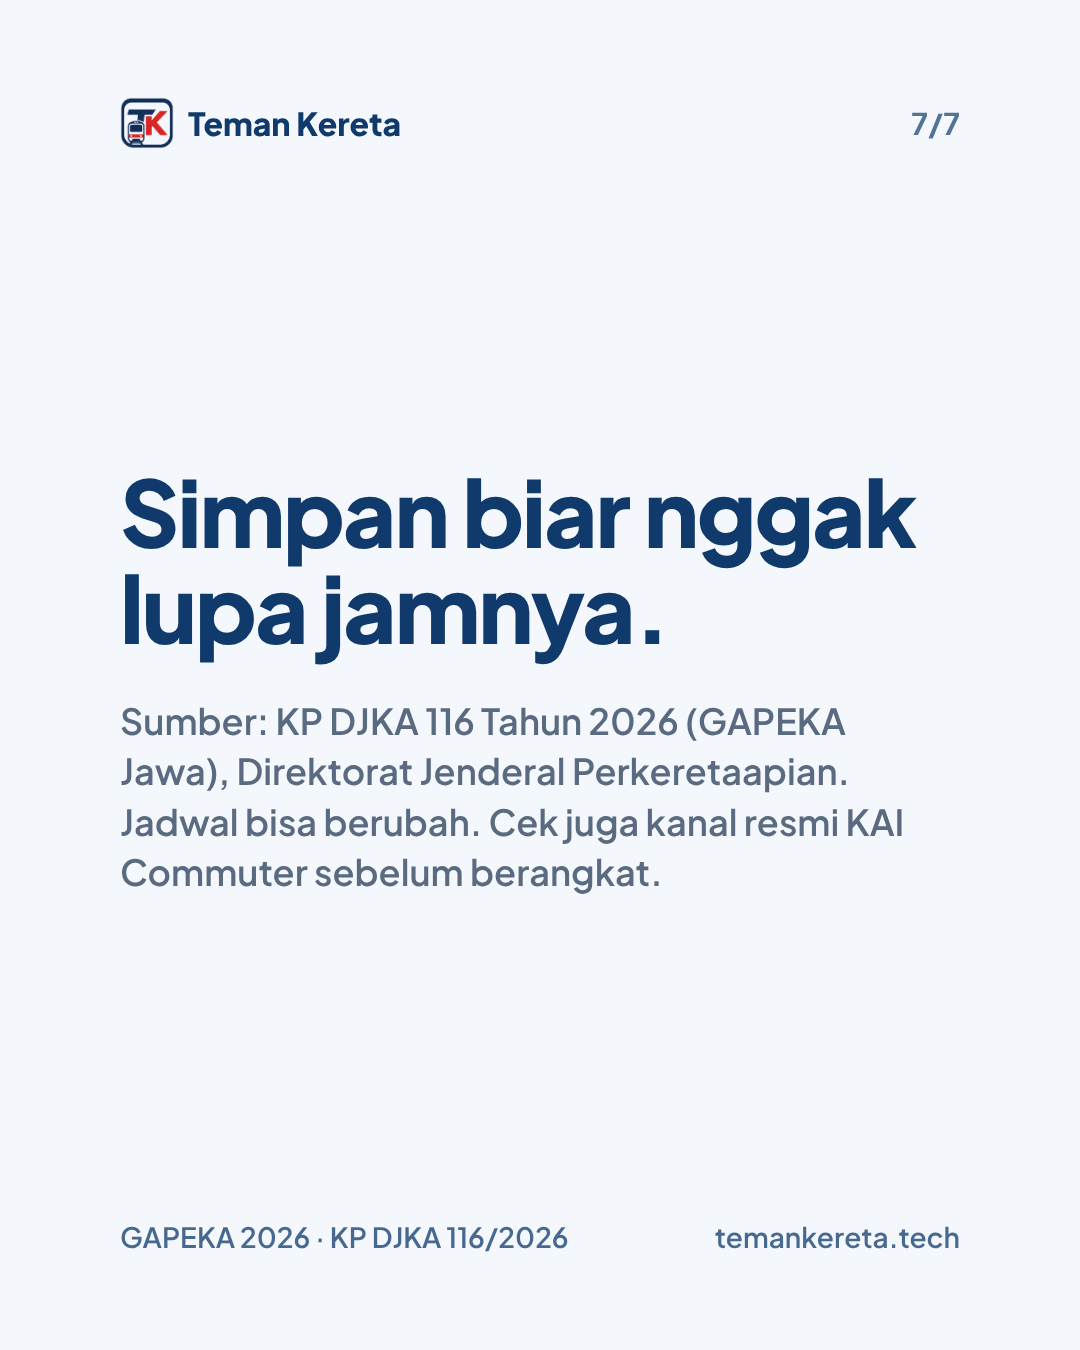 TK Teman Kereta
7/7
Simpan biar nggak
lupa jamnya.
Sumber: KP DJKA 116 Tahun 2026 (GAPEKA
Jawa), Direktorat Jenderal Perkeretaapian.
Jadwal bisa berubah. Cek juga kanal resmi KAI
Commuter sebelum berangkat.
GAPEKA 2026 · KP DJKA 116/2026
temankereta.tech